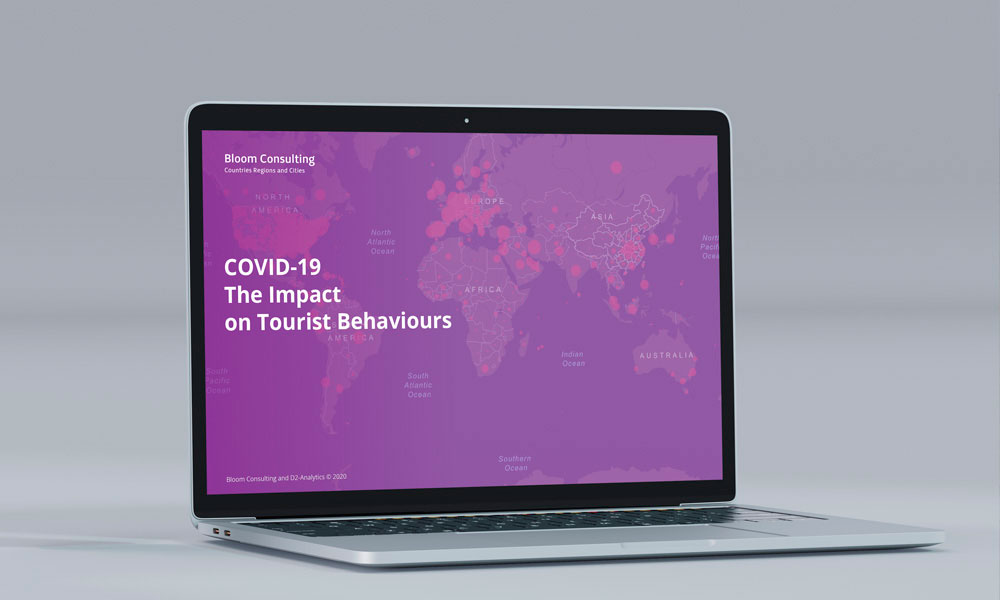 Bloom Consulting
Countries Regions and Cities
NORTH
AMERICA
EUROPE
ASIA
North
Atlantic
Ocean
North
COVID-19
The Impact
on Tourist Behaviours
AFRICA
AMERICA
Indian
Ocean
AUSTRALIA
South
Pacific
Ocean
South
Atlantic
Ocean
Southern
Ocean
Bloom Consulting and D2-Analytics © 2020